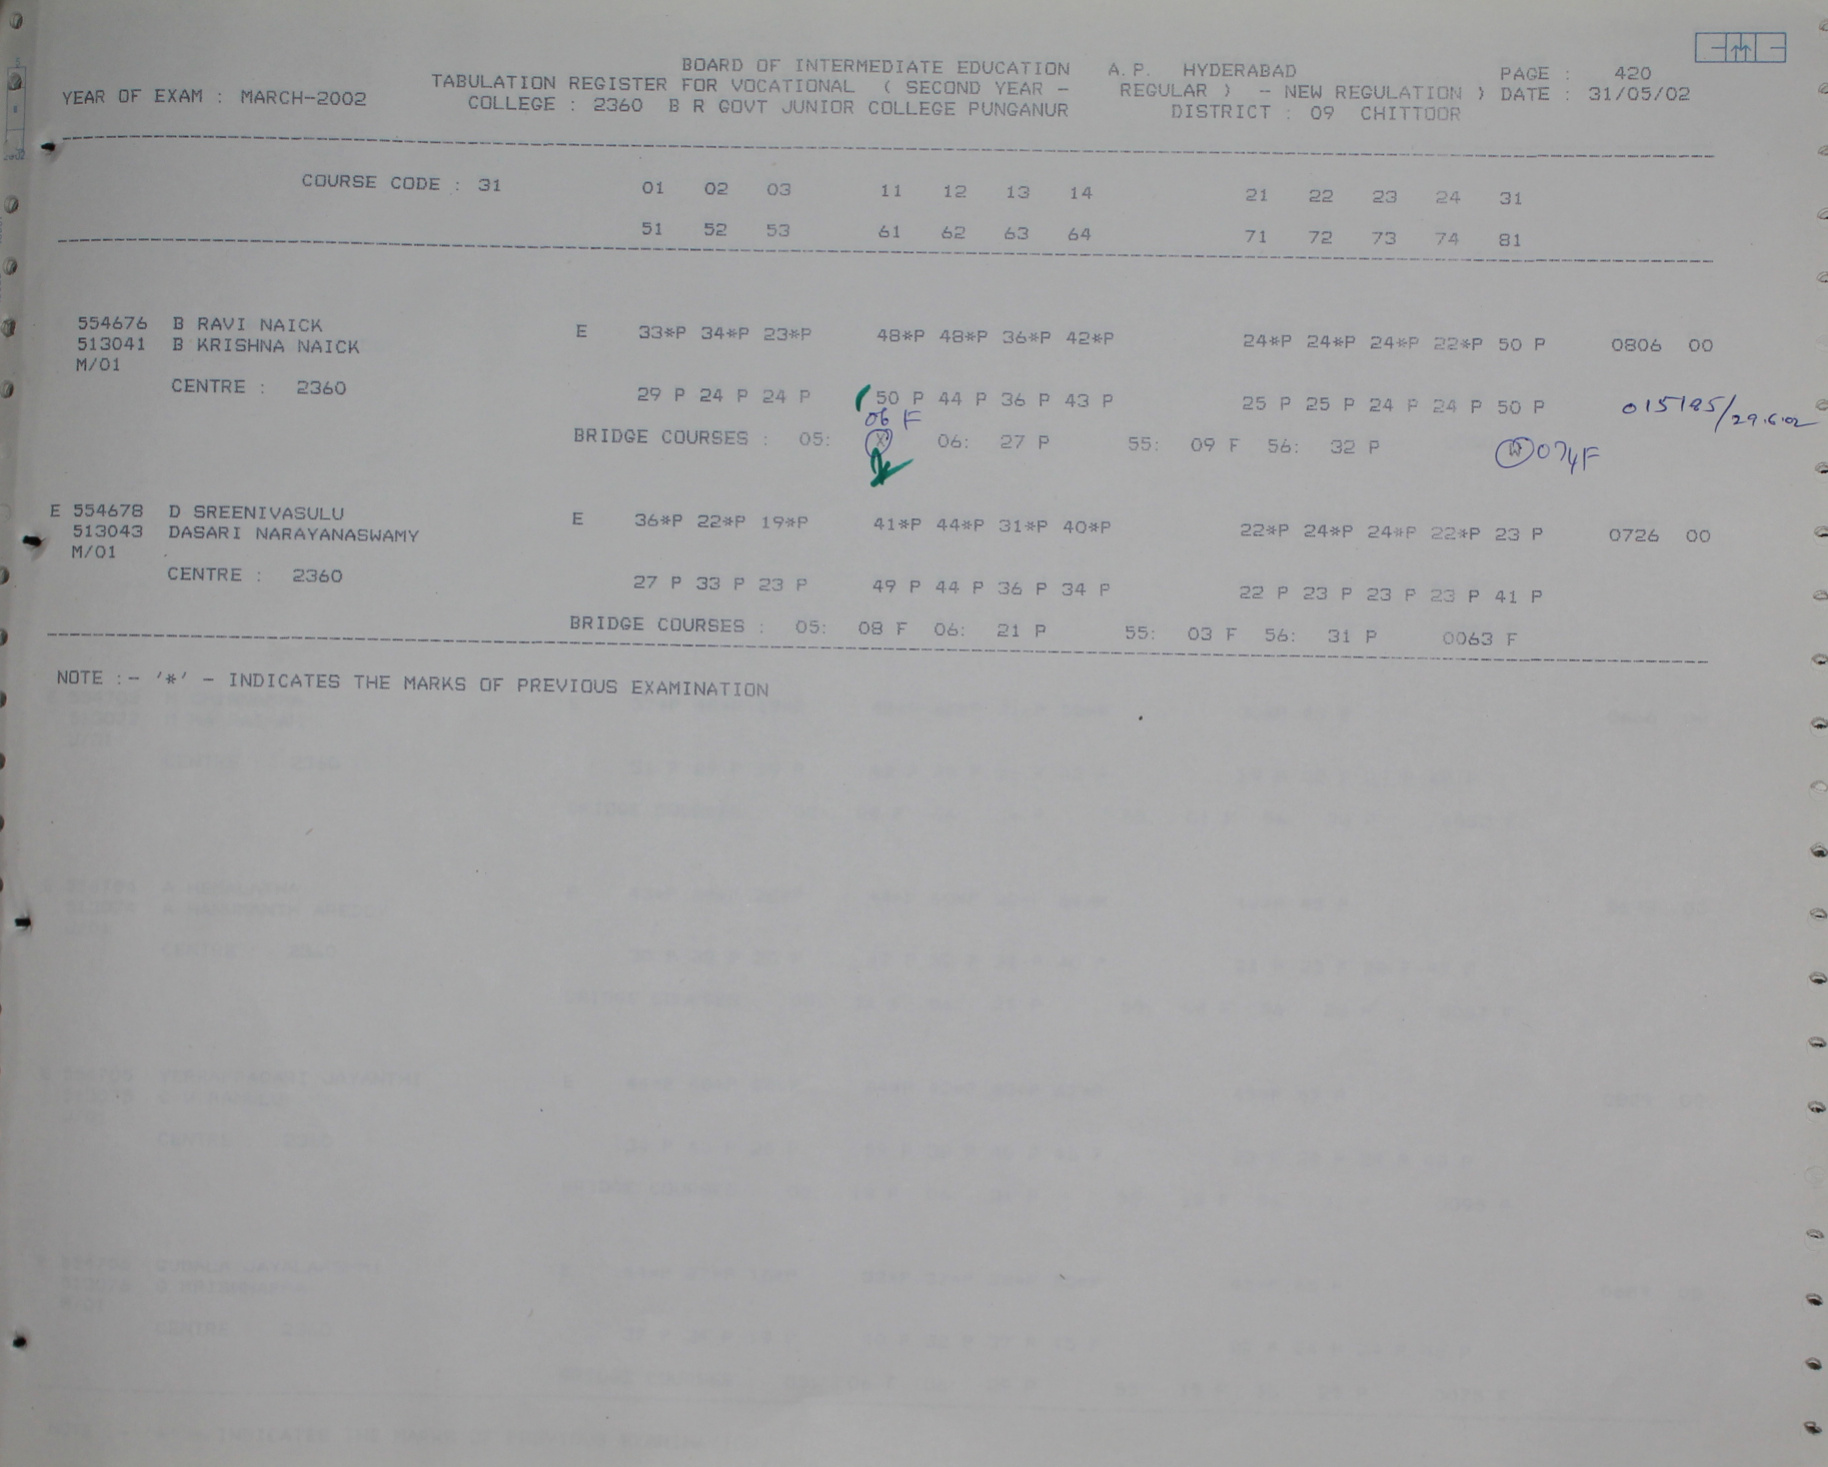 BOARD OF INTERMEDIATE EDUCATION A.P. HYDERABAD PAGE : 420
YEAR OF EXAM : MARCH-2002 TABULATION REGISTER FOR VOCATIONAL ( SECOND YEAR - REGULAR ) - NEW REGULATION ) DATE : 31/05/02
COLLEGE : 2360 B R GOVT JUNIOR COLLEGE PUNGANUR DISTRICT : 09 CHITTOOR
COURSE CODE : 31 01 02 03 11 12 13 14 21 22 23 24 31
51 52 53 61 62 63 64 71 72 73 74 81
554676 B RAVI NAICK E 33*P 34*P 23*P 48*P 48*P 36*P 42*P 24*P 24*P 24*P 22*P 50 P 0806 00
513041 B KRISHNA NAICK
M/01
CENTRE : 2360 29 P 24 P 24 P 50 P 44 P 36 P 43 P 25 P 25 P 24 P 24 P 50 P 015185/29.6.02
06 F
BRIDGE COURSES : 05: 06: 27 P 55: 09 F 56: 32 P 074F
E 554678 D SREENIVASULU E 36*P 22*P 19*P 41*P 44*P 31*P 40*P 22*P 24*P 24*P 22*P 23 P 0726 00
513043 DASARI NARAYANASWAMY
M/01
CENTRE : 2360 27 P 33 P 23 P 49 P 44 P 36 P 34 P 22 P 23 P 23 P 23 P 41 P
BRIDGE COURSES : 05: 08 F 06: 21 P 55: 03 F 56: 31 P 0063 F
NOTE :- '*' - INDICATES THE MARKS OF PREVIOUS EXAMINATION